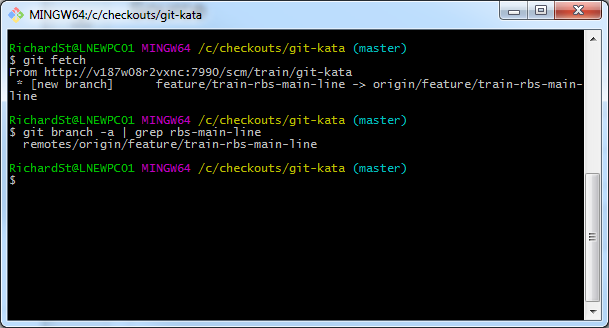 MINGW64:/c/checkouts/git-kata
RichardSt@LNEWPC01 MINGW64 /c/checkouts/git-kata (master)
$ git fetch
From http://v187w08r2vxnc:7990/scm/train/git-kata
 * [new branch]      feature/train-rbs-main-line -> origin/feature/train-rbs-main-
line
RichardSt@LNEWPC01 MINGW64 /c/checkouts/git-kata (master)
$ git branch -a | grep rbs-main-line
  remotes/origin/feature/train-rbs-main-line
RichardSt@LNEWPC01 MINGW64 /c/checkouts/git-kata (master)
$